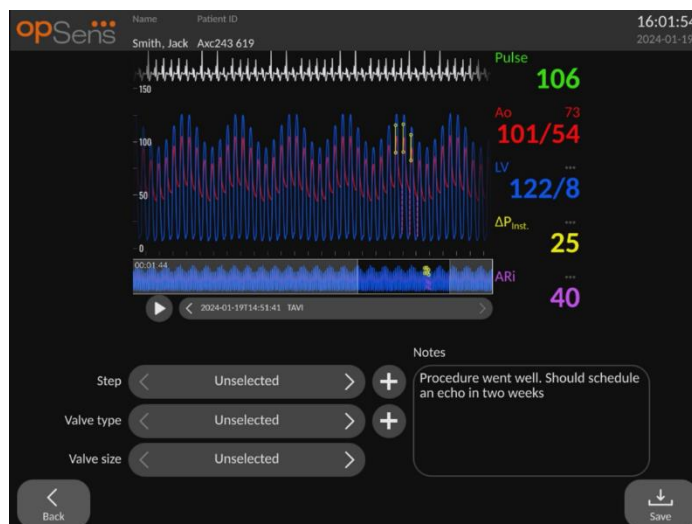 opSens
Name Patient ID
Smith, Jack Axc243 619
16:01:54
2024-01-19
Pulse
106
150
100
50
0
Ao 73
101/54
LV ---
122/8
ΔPInst. ---
25
ARi ---
40
00:01:44
2024-01-19T14:51:41 TAVI
Notes
Procedure went well. Should schedule
an echo in two weeks
Step Unselected
Valve type Unselected
Valve size Unselected
Back
Save